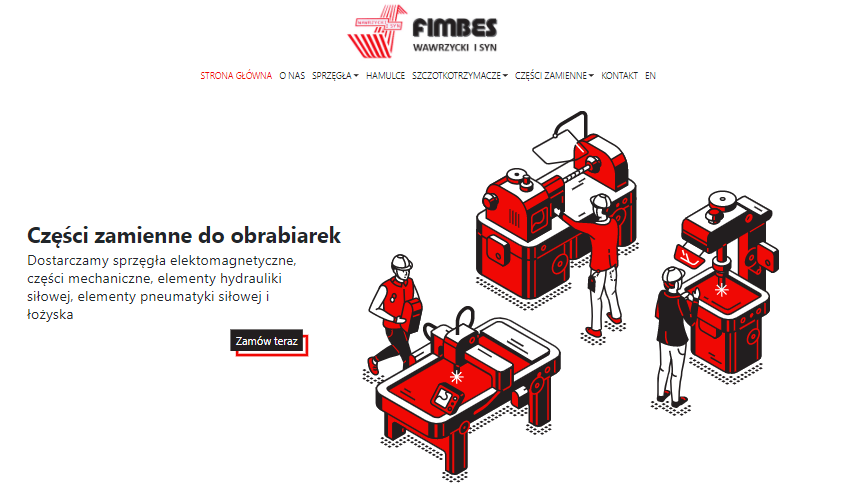 WAWRZYCKI
I SYN
FIMBES
WAWRZYCKI I SYN
STRONA GŁÓWNA O NAS SPRZĘGŁA HAMULCE SZCZOTKOTRZYMACZE CZĘŚCI ZAMIENNE KONTAKT EN
Części zamienne do obrabiarek
Dostarczamy sprzęgła elektomagnetyczne,
części mechaniczne, elementy hydrauliki
siłowej, elementy pneumatyki siłowej i
łożyska
Zamów teraz